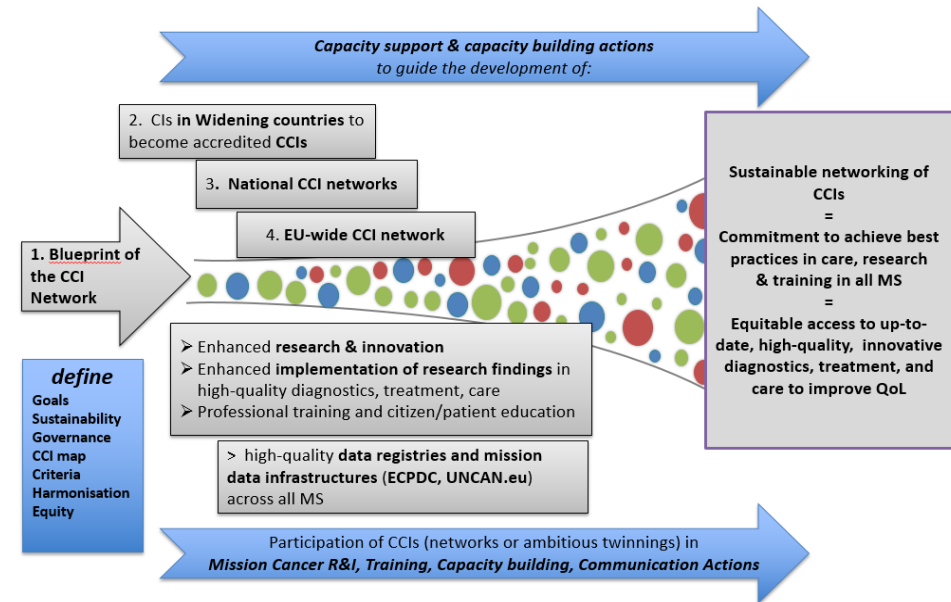 Capacity support & capacity building actions
to guide the development of:
2. CIs in Widening countries to
become accredited CCIs
3. National CCI networks
4. EU-wide CCI network
1. Blueprint of
the CCI
Network
define
Goals
Sustainability
Governance
CCI map
Criteria
Harmonisation
Equity
➢ Enhanced research & innovation
➢ Enhanced implementation of research findings in
high-quality diagnostics, treatment, care
➢ Professional training and citizen/patient education
> high-quality data registries and mission
data infrastructures (ECPDC, UNCAN.eu)
across all MS
Sustainable networking of
CCIs
=
Commitment to achieve best
practices in care, research
& training in all MS
=
Equitable access to up-to-
date, high-quality, innovative
diagnostics, treatment, and
care to improve QoL
Participation of CCIs (networks or ambitious twinnings) in
Mission Cancer R&I, Training, Capacity building, Communication Actions